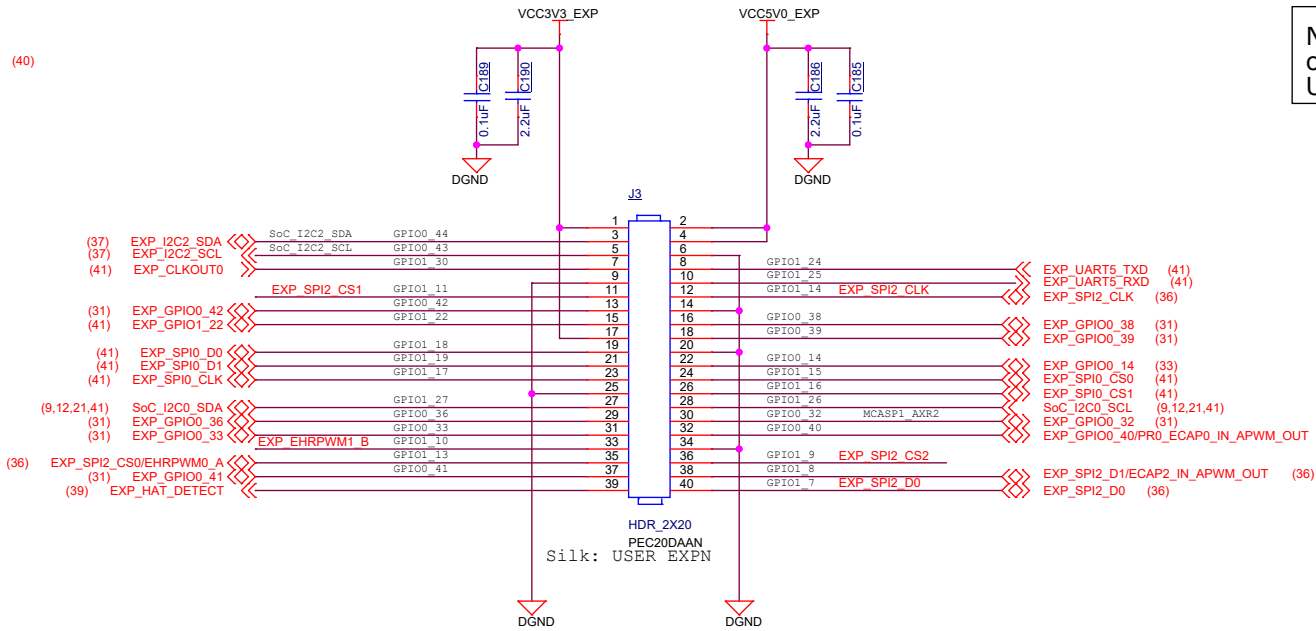 VCC3V3_EXP VCC5V0_EXP
(40)
C189 C190 C186 C185
0.1uF 2.2uF 2.2uF 0.1uF
DGND DGND
J3
1 2
(37) EXP_I2C2_SDA SoC_I2C2_SDA GPIO0_44 3 4
(37) EXP_I2C2_SCL SoC_I2C2_SCL GPIO0_43 5 6
(41) EXP_CLKOUT0 GPIO1_30 7 8 GPIO1_24 EXP_UART5_TXD (41)
9 10 GPIO1_25 EXP_UART5_RXD (41)
EXP_SPI2_CS1 GPIO1_11 11 12 GPIO1_14 EXP_SPI2_CLK EXP_SPI2_CLK (36)
(31) EXP_GPIO0_42 GPIO0_42 13 14
(41) EXP_GPIO1_22 GPIO1_22 15 16 GPIO0_38 EXP_GPIO0_38 (31)
17 18 GPIO0_39 EXP_GPIO0_39 (31)
(41) EXP_SPI0_D0 GPIO1_18 19 20
(41) EXP_SPI0_D1 GPIO1_19 21 22 GPIO0_14 EXP_GPIO0_14 (33)
(41) EXP_SPI0_CLK GPIO1_17 23 24 GPIO1_15 EXP_SPI0_CS0 (41)
25 26 GPIO1_16 EXP_SPI0_CS1 (41)
(9,12,21,41) SoC_I2C0_SDA GPIO1_27 27 28 GPIO1_26 SoC_I2C0_SCL (9,12,21,41)
(31) EXP_GPIO0_36 GPIO0_36 29 30 GPIO0_32 MCASP1_AXR2 EXP_GPIO0_32 (31)
(31) EXP_GPIO0_33 GPIO0_33 31 32 GPIO0_40 EXP_GPIO0_40/PR0_ECAP0_IN_APWM_OUT
EXP_EHRPWM1_B GPIO1_10 33 34
(36) EXP_SPI2_CS0/EHRPWM0_A GPIO1_13 35 36 GPIO1_9 EXP_SPI2_CS2
(31) EXP_GPIO0_41 GPIO0_41 37 38 GPIO1_8 EXP_SPI2_D1/ECAP2_IN_APWM_OUT (36)
(39) EXP_HAT_DETECT 39 40 GPIO1_7 EXP_SPI2_D0 EXP_SPI2_D0 (36)
HDR_2X20
PEC20DAAN
Silk: USER EXPN
DGND DGND